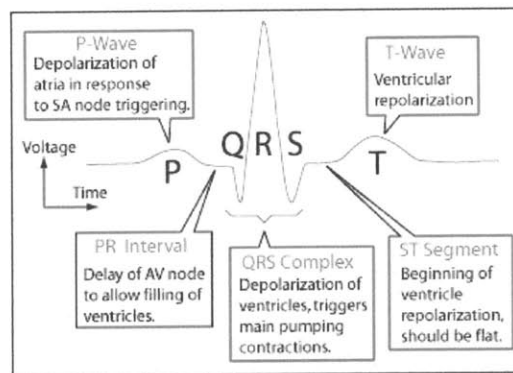 P-Wave
Depolarization of
atria in response
to SA node triggering.
T-Wave
Ventricular
repolarization
Voltage
Time
P
Q R S
T
PR Interval
Delay of AV node
to allow filling of
ventricles.
QRS Complex
Depolarization of
ventricles, triggers
main pumping
contractions.
ST Segment
Beginning of
ventricle
repolarization,
should be flat.